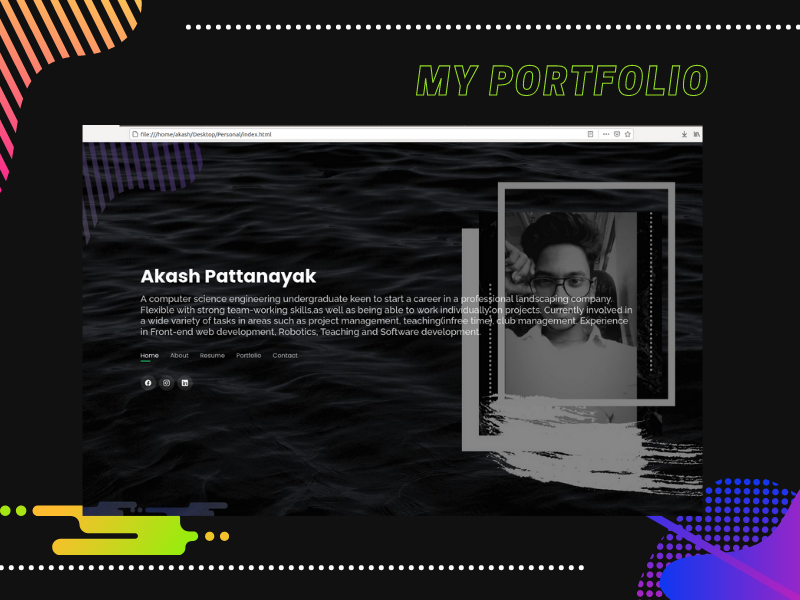 MY PORTFOLIO
file:///home/akash/Desktop/Personal/index.html
Akash Pattanayak
A computer science engineering undergraduate keen to start a career in a professional landscaping company.
Flexible with strong team-working skills,as well as being able to work individually on projects. Currently involved in
a wide variety of tasks in areas such as project management, teaching(infree time), club management. Experience
in Front-end web development, Robotics, Teaching and Software development.
Home About Resume Portfolio Contact